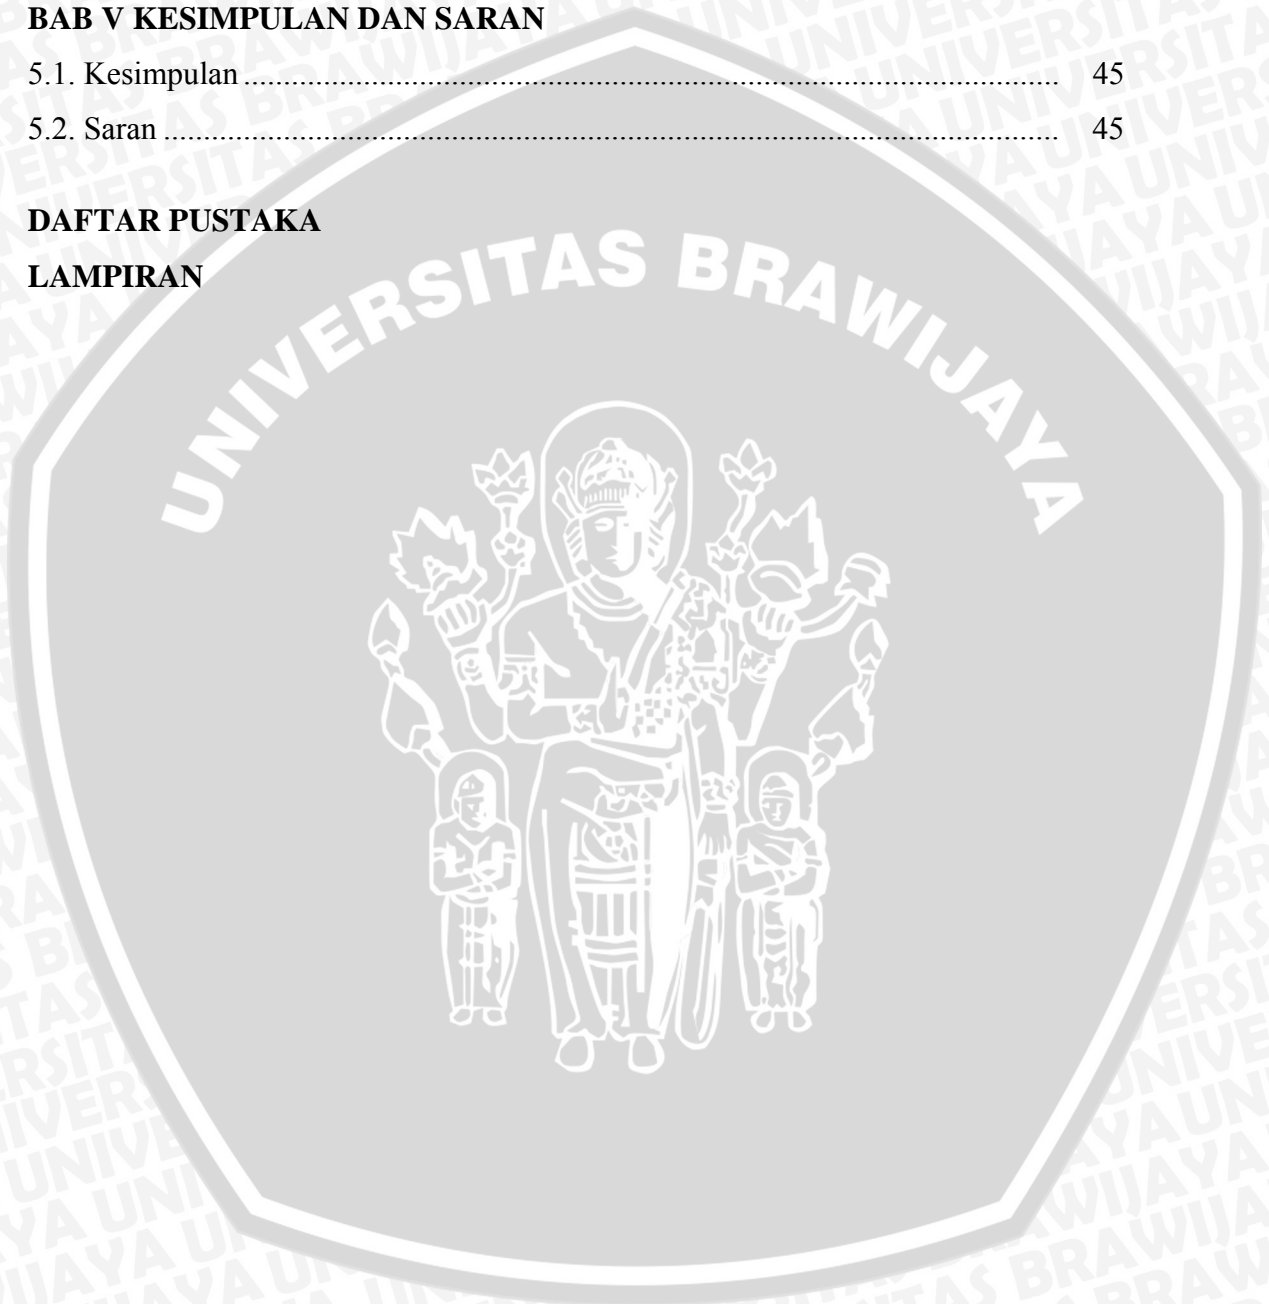 BAB V KESIMPULAN DAN SARAN
5.1. Kesimpulan ........................................................................................................ 45
5.2. Saran .................................................................................................................. 45
DAFTAR PUSTAKA
LAMPIRAN
UNIVERSITAS BRAWIJAYA